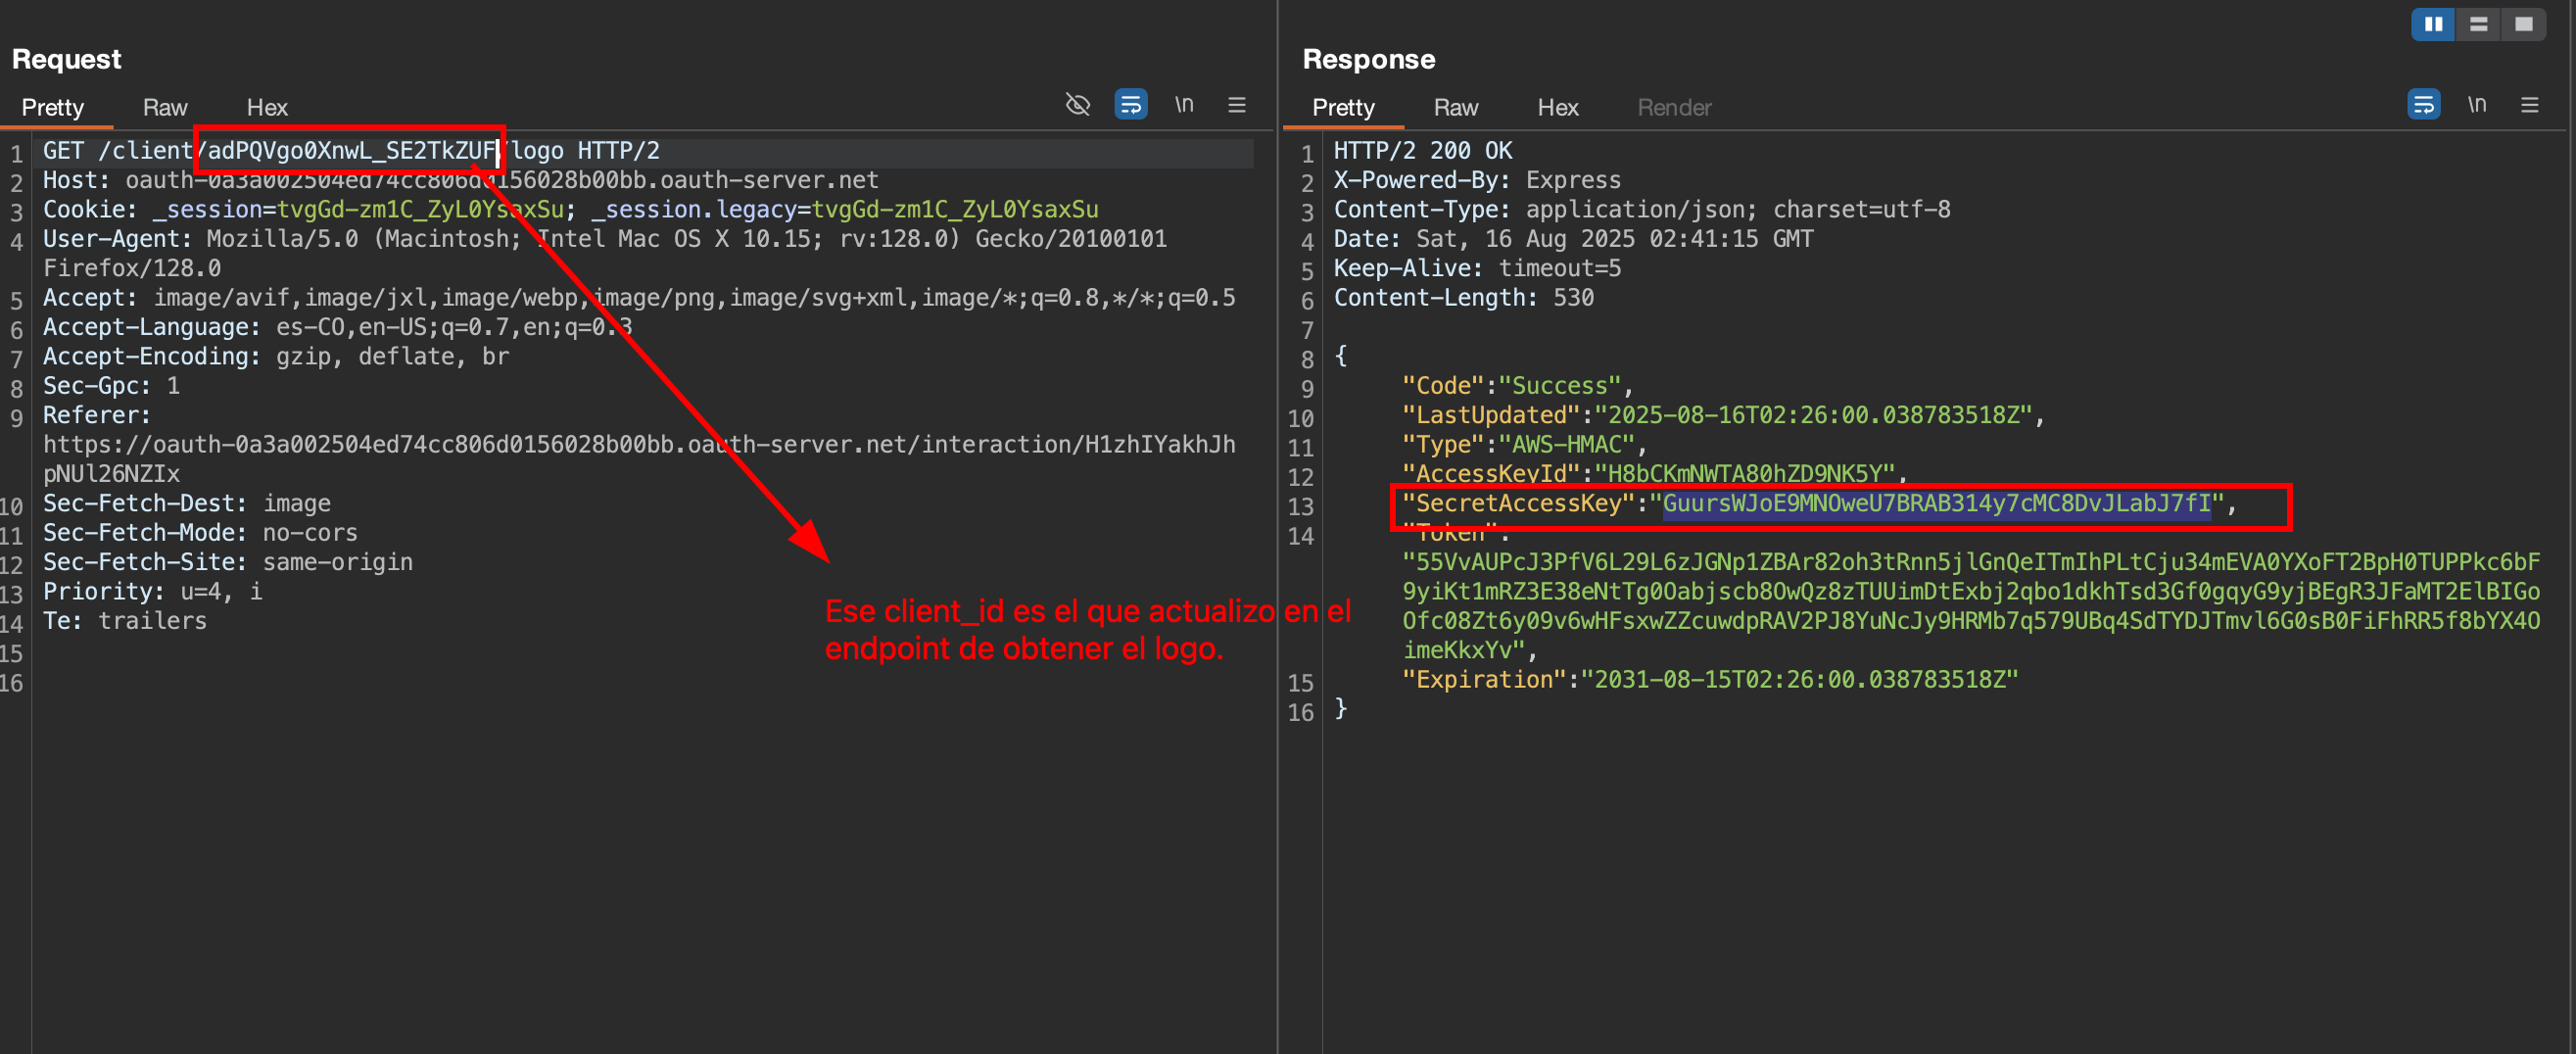 Request
Pretty Raw Hex \n
1 GET /client/adPQVgo0XnwL_SE2TkZUF/logo HTTP/2
2 Host: oauth-0a3a002504ed74cc806d0156028b00bb.oauth-server.net
3 Cookie: _session=tvgGd-zm1C_ZyL0YsaxSu; _session.legacy=tvgGd-zm1C_ZyL0YsaxSu
4 User-Agent: Mozilla/5.0 (Macintosh; Intel Mac OS X 10.15; rv:128.0) Gecko/20100101
Firefox/128.0
5 Accept: image/avif,image/jxl,image/webp,image/png,image/svg+xml,image/*;q=0.8,*/*;q=0.5
6 Accept-Language: es-CO,en-US;q=0.7,en;q=0.3
7 Accept-Encoding: gzip, deflate, br
8 Sec-Gpc: 1
9 Referer:
https://oauth-0a3a002504ed74cc806d0156028b00bb.oauth-server.net/interaction/H1zhIYakhJh
pNUl26NZIx
10 Sec-Fetch-Dest: image
11 Sec-Fetch-Mode: no-cors
12 Sec-Fetch-Site: same-origin
13 Priority: u=4, i
14 Te: trailers
15
16
Ese client_id es el que actualizo en el
endpoint de obtener el logo.
Response
Pretty Raw Hex Render \n
1 HTTP/2 200 OK
2 X-Powered-By: Express
3 Content-Type: application/json; charset=utf-8
4 Date: Sat, 16 Aug 2025 02:41:15 GMT
5 Keep-Alive: timeout=5
6 Content-Length: 530
7
8 {
9 "Code":"Success",
10 "LastUpdated":"2025-08-16T02:26:00.038783518Z",
11 "Type":"AWS-HMAC",
12 "AccessKeyId":"H8bCKmNWTA80hZD9NK5Y",
13 "SecretAccessKey":"GuursWJoE9MNOweU7BRAB314y7cMC8DvJLabJ7fI",
14 "Token":
"55VvAUPcJ3PfV6L29L6zJGNp1ZBAr82oh3tRnn5jlGnQeITmIhPLtCju34mEVA0YXoFT2BpH0TUPPkc6bF
9yiKt1mRZ3E38eNtTg0Oabjscb8OwQz8zTUUimDtExbj2qbo1dkhTsd3Gf0gqyG9yjBEgR3JFaMT2ElBIGo
Ofc08Zt6y09v6wHFsxwZZcuwdpRAV2PJ8YuNcJy9HRMb7q579UBq4SdTYDJTmvl6G0sB0FiFhRR5f8bYX4O
imeKkxYv",
15 "Expiration":"2031-08-15T02:26:00.038783518Z"
16 }